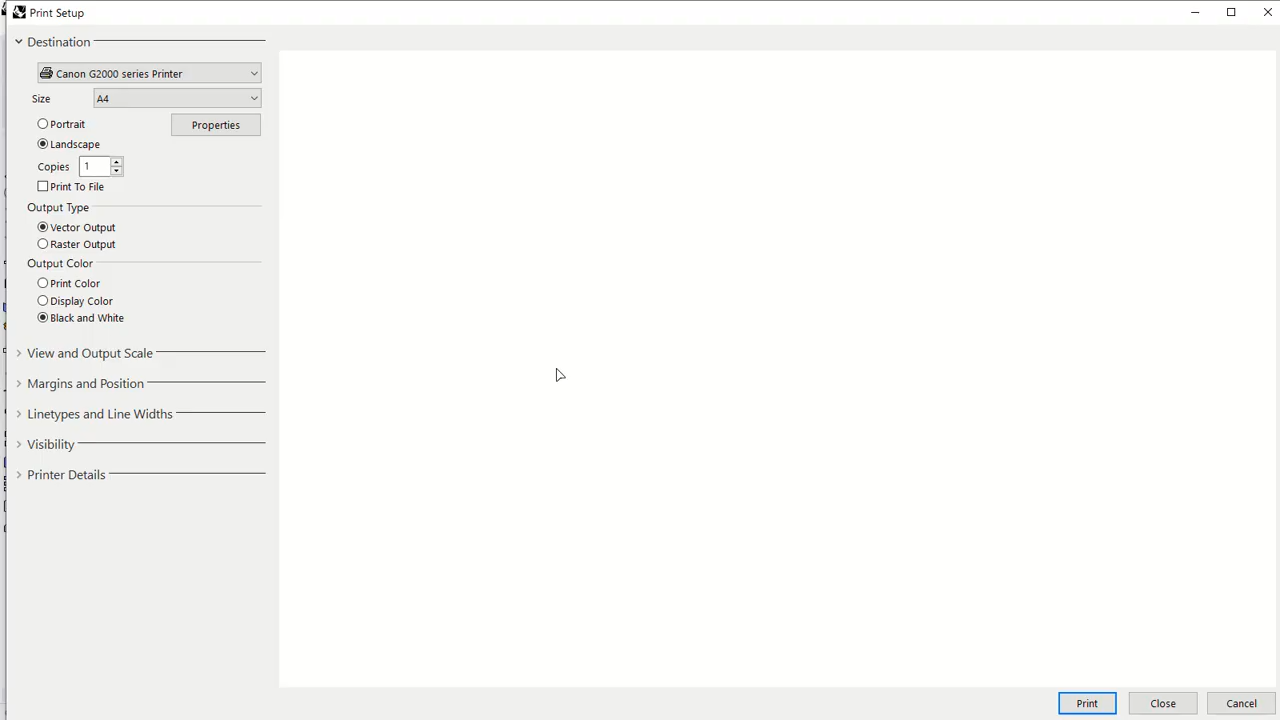 Print Setup
Destination
Canon G2000 series Printer
Size A4
Portrait Properties
Landscape
Copies 1
Print To File
Output Type
Vector Output
Raster Output
Output Color
Print Color
Display Color
Black and White
View and Output Scale
Margins and Position
Linetypes and Line Widths
Visibility
Printer Details
Print Close Cancel